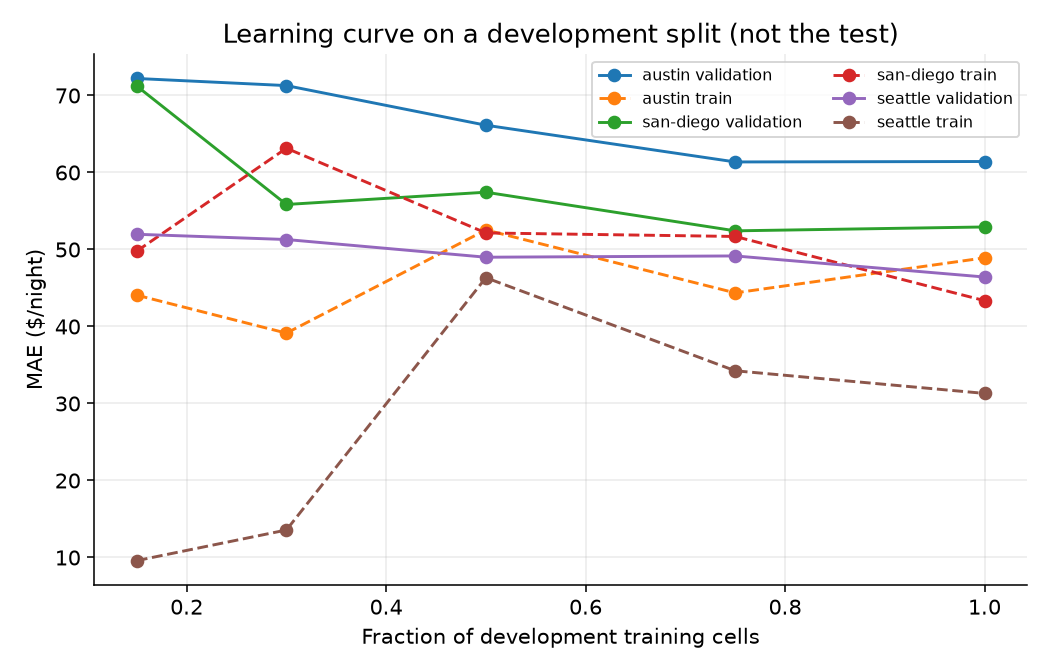 Learning curve on a development split (not the test)
austin validation
austin train
san-diego validation
san-diego train
seattle validation
seattle train
MAE ($/night)
70
60
50
40
30
20
10
0.2 0.4 0.6 0.8 1.0
Fraction of development training cells